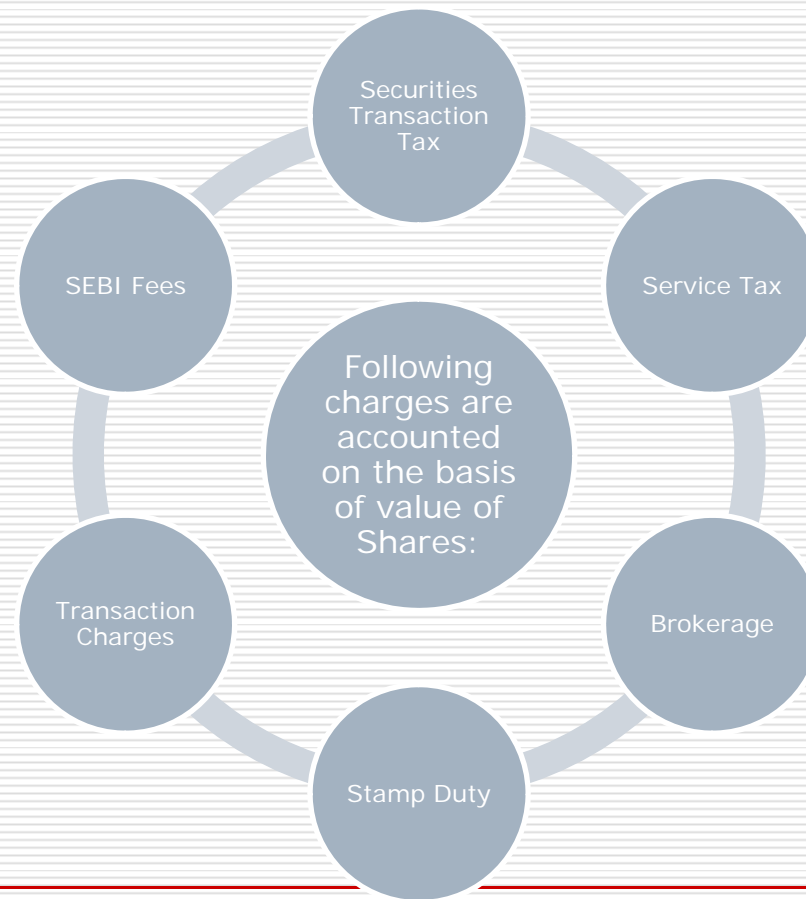 Securities
Transaction
Tax
SEBI Fees
Service Tax
Following
charges are
accounted
on the basis
of value of
Shares:
Transaction
Charges
Brokerage
Stamp Duty